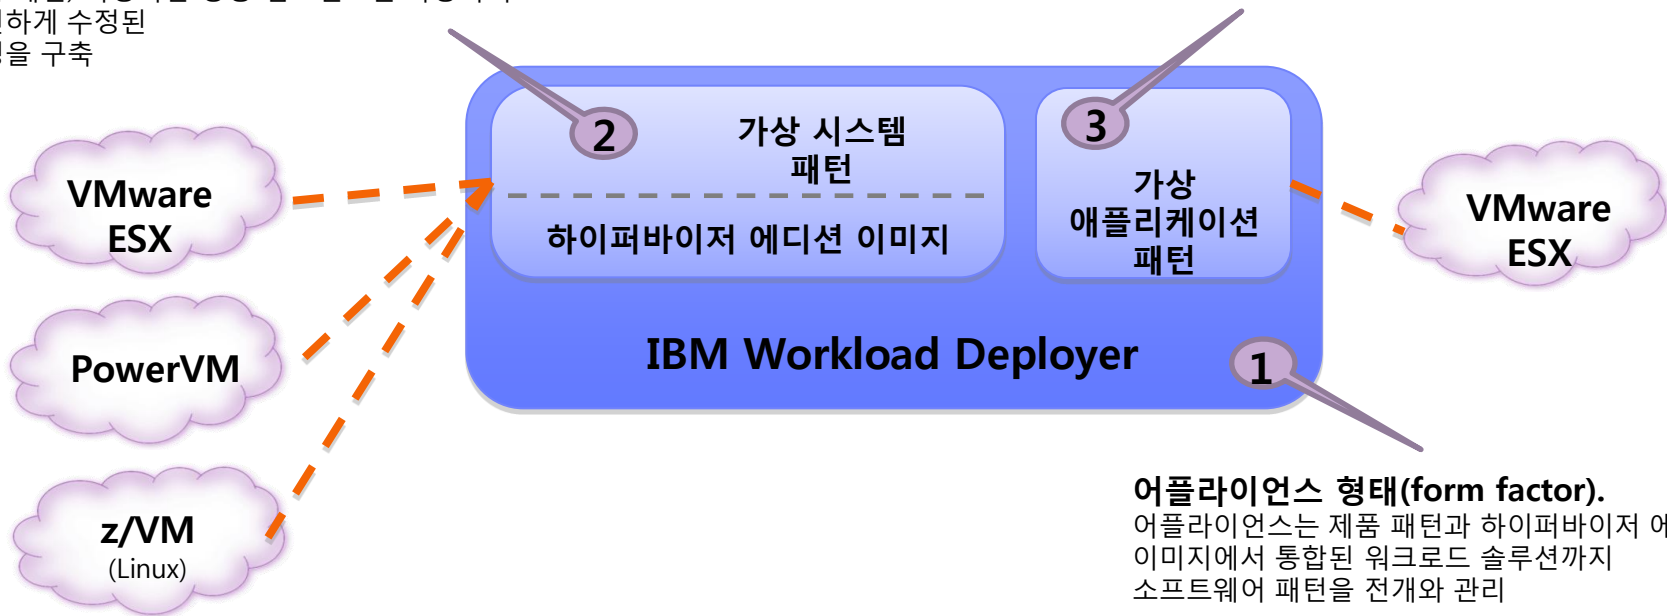 하게 수정된
을 구축
2
가상 시스템
패턴
하이퍼바이저 에디션 이미지
3
가상
애플리케이션
패턴
VMware
ESX
PowerVM
z/VM
(Linux)
VMware
ESX
IBM Workload Deployer
1
어플라이언스 형태(form factor).
어플라이언스는 제품 패턴과 하이퍼바이저
이미지에서 통합된 워크로드 솔루션까지
소프트웨어 패턴을 전개와 관리